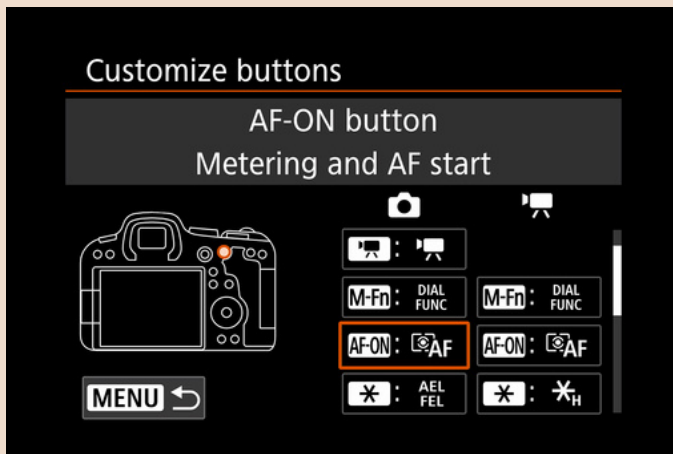 Customize buttons
AF-ON button
Metering and AF start
:
M-Fn : DIAL FUNC M-Fn : DIAL FUNC
AF-ON : AF AF-ON : AF
: AEL FEL : H
MENU